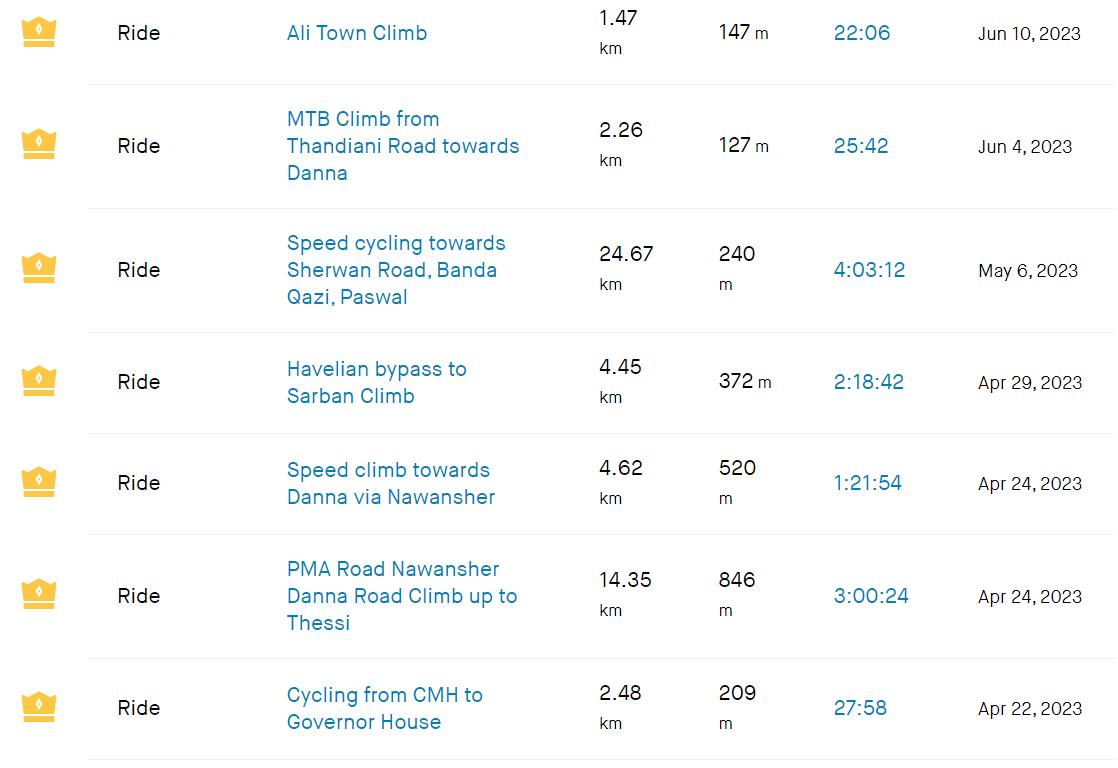 Ride Ali Town Climb 1.47 km 147 m 22:06 Jun 10, 2023
MTB Climb from
Ride Thandiani Road towards 2.26 km 127 m 25:42 Jun 4, 2023
Danna
Speed cycling towards
Ride Sherwan Road, Banda 24.67 km 240 m 4:03:12 May 6, 2023
Qazi, Paswal
Havelian bypass to
Ride Sarban Climb 4.45 km 372 m 2:18:42 Apr 29, 2023
Speed climb towards
Ride Danna via Nawansher 4.62 km 520 m 1:21:54 Apr 24, 2023
PMA Road Nawansher
Ride Danna Road Climb up to 14.35 km 846 m 3:00:24 Apr 24, 2023
Thessi
Cycling from CMH to
Ride Governor House 2.48 km 209 m 27:58 Apr 22, 2023